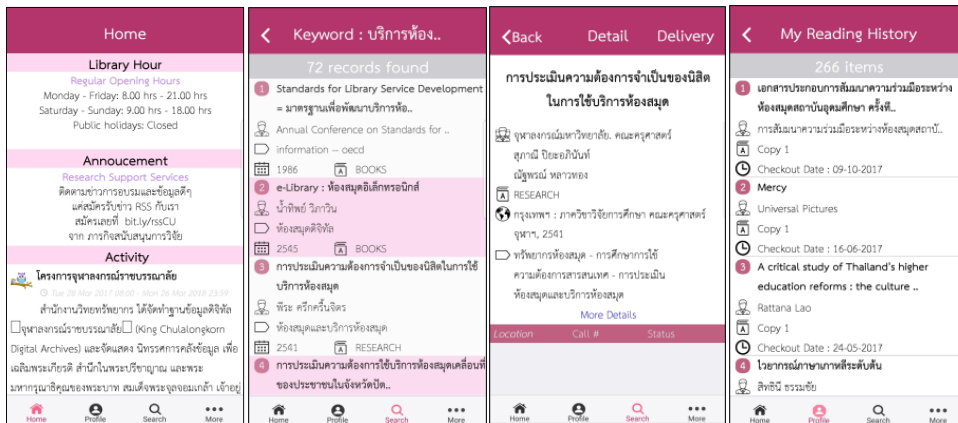 Home
Library Hour
Regular Opening Hours
Monday - Friday: 8.00 hrs - 21.00 hrs
Saturday - Sunday: 9.00 hrs - 18.00 hrs
Public holidays: Closed
Annoucement
Research Support Services
ติดตามข่าวการอบรมและข้อมูลดีๆ
แค่สมัครรับข่าว RSS กับเรา
สมัครเลยที่ bit.ly/rssCU
จาก ภารกิจสนับสนุนการวิจัย
Activity
โครงการจุฬาลงกรณ์ราชบรรณาลัย
Tue 28 Mar 2017 08:00 - Mon 26 Mar 2018 23:59
สำนักงานวิทยทรัพยากร ได้จัดทำฐานข้อมูลดิจิทัล
จุฬาลงกรณ์ราชบรรณาลัย (King Chulalongkorn
Digital Archives) และจัดแสดง นิทรรศการคลังข้อมูล เพื่อ
เฉลิมพระเกียรติ สำนึกในพระปรีชาญาณ และพระ
มหากรุณาธิคุณของพระบาท สมเด็จพระจุลจอมเกล้า เจ้าอยู่
Home Profile Search More
Keyword : บริการห้อง..
72 records found
1 Standards for Library Service Development
= มาตรฐานเพื่อพัฒนาบริการห้อ..
Annual Conference on Standards for ..
information -- oecd
1986 BOOKS
2 e-Library : ห้องสมุดอิเล็กทรอนิกส์
น้ำทิพย์ วิภาวิน
ห้องสมุดดิจิทัล
2545 BOOKS
3 การประเมินความต้องการจำเป็นของนิสิตในการใช้
บริการห้องสมุด
พีระ ครึกครื้นจิตร
ห้องสมุดและบริการห้องสมุด
2541 RESEARCH
4 การประเมินความต้องการใช้บริการห้องสมุดเคลื่อนที่
ของประชาชนในจังหวัดปัต..
Home Profile Search More
Back Detail Delivery
การประเมินความต้องการจำเป็นของนิสิต
ในการใช้บริการห้องสมุด
จุฬาลงกรณ์มหาวิทยาลัย. คณะครุศาสตร์
สุภาณี ปิยะอภินันท์
ณัฐพรณ์ หลาวทอง
RESEARCH
กรุงเทพฯ : ภาควิชาวิจัยการศึกษา คณะครุศาสตร์
จุฬาฯ, 2541
ทรัพยากรห้องสมุด - การศึกษาการใช้
ความต้องการสารสนเทศ - การประเมิน
ห้องสมุดและบริการห้องสมุด
More Details
Location Call # Status
Home Profile Search More
My Reading History
266 items
1 เอกสารประกอบการสัมมนาความร่วมมือระหว่าง
ห้องสมุดสถาบันอุดมศึกษา ครั้งที่..
การสัมมนาความร่วมมือระหว่างห้องสมุดสถาบั..
Copy 1
Checkout Date : 09-10-2017
2 Mercy
Universal Pictures
Copy 1
Checkout Date : 16-06-2017
3 A critical study of Thailand's higher
education reforms : the culture ..
Rattana Lao
Copy 1
Checkout Date : 24-05-2017
4 ไวยากรณ์ภาษาเกาหลีระดับต้น
สิทธินี ธรรมชัย
Home Profile Search More